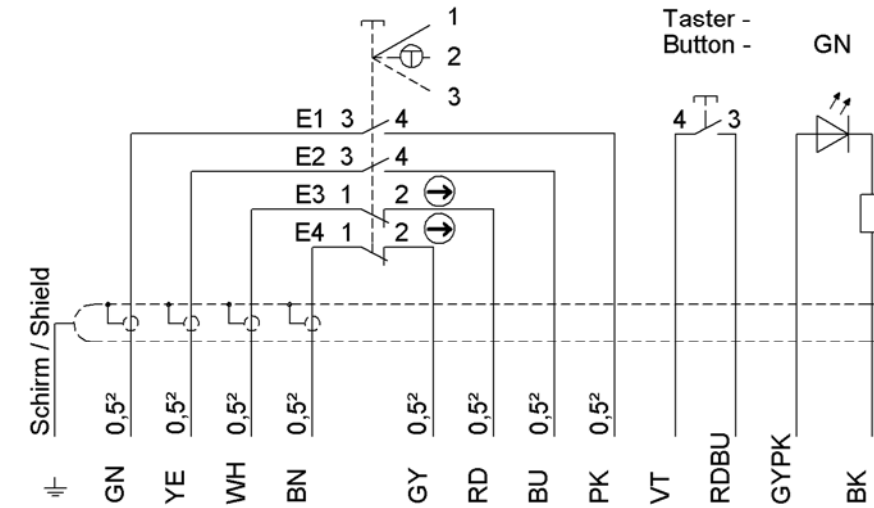 1
2
3
Taster -
Button -
GN
E1 3 4
E2 3 4
E3 1 2
E4 1 2
4 3
Schirm / Shield
0,5²
0,5²
0,5²
0,5²
0,5²
0,5²
0,5²
0,5²
GN
YE
WH
BN
GY
RD
BU
PK
VT
RDBU
GYPK
BK